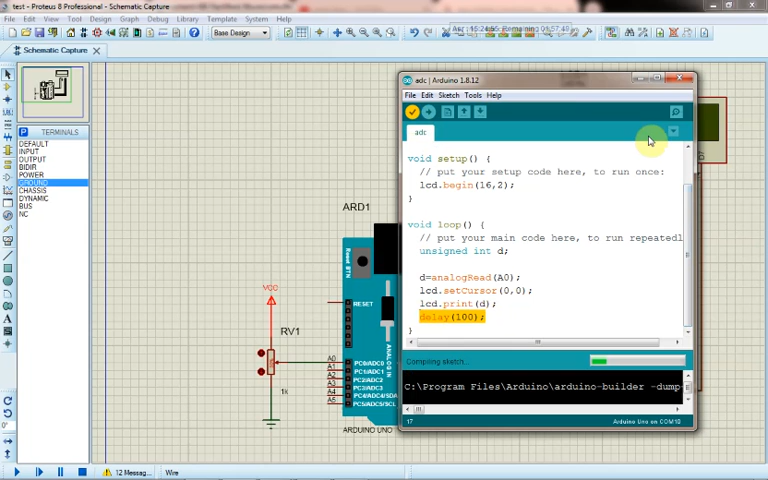 test - Proteus 8 Professional - Schematic Capture
File Edit View Tool Design Graph Debug Library Template System Help
Base Design
Schematic Capture
TERMINALS
DEFAULT
INPUT
OUTPUT
BIDIR
POWER
GROUND
CHASSIS
DYNAMIC
BUS
NC
adc | Arduino 1.8.12
File Edit Sketch Tools Help
adc
void setup() {
// put your setup code here, to run once:
lcd.begin(16,2);
}
void loop() {
// put your main code here, to run repeatedl
unsigned int d;
d=analogRead(A0);
lcd.setCursor(0,0);
lcd.print(d);
delay(100);
}
Compiling sketch...
C:\Program Files\Arduino\arduino-builder -dump
17
Arduino Uno on COM18
ARD1
Reset BTN
RESET
ANALOG IN
A0
A1
A2
A3
A4
A5
PC0/ADC0
PC1/ADC1
PC2/ADC2
PC3/ADC3
PC4/ADC4/SDA
ARDUINO UNO
VCC
RV1
1k
0°
12 Messag...
Wire